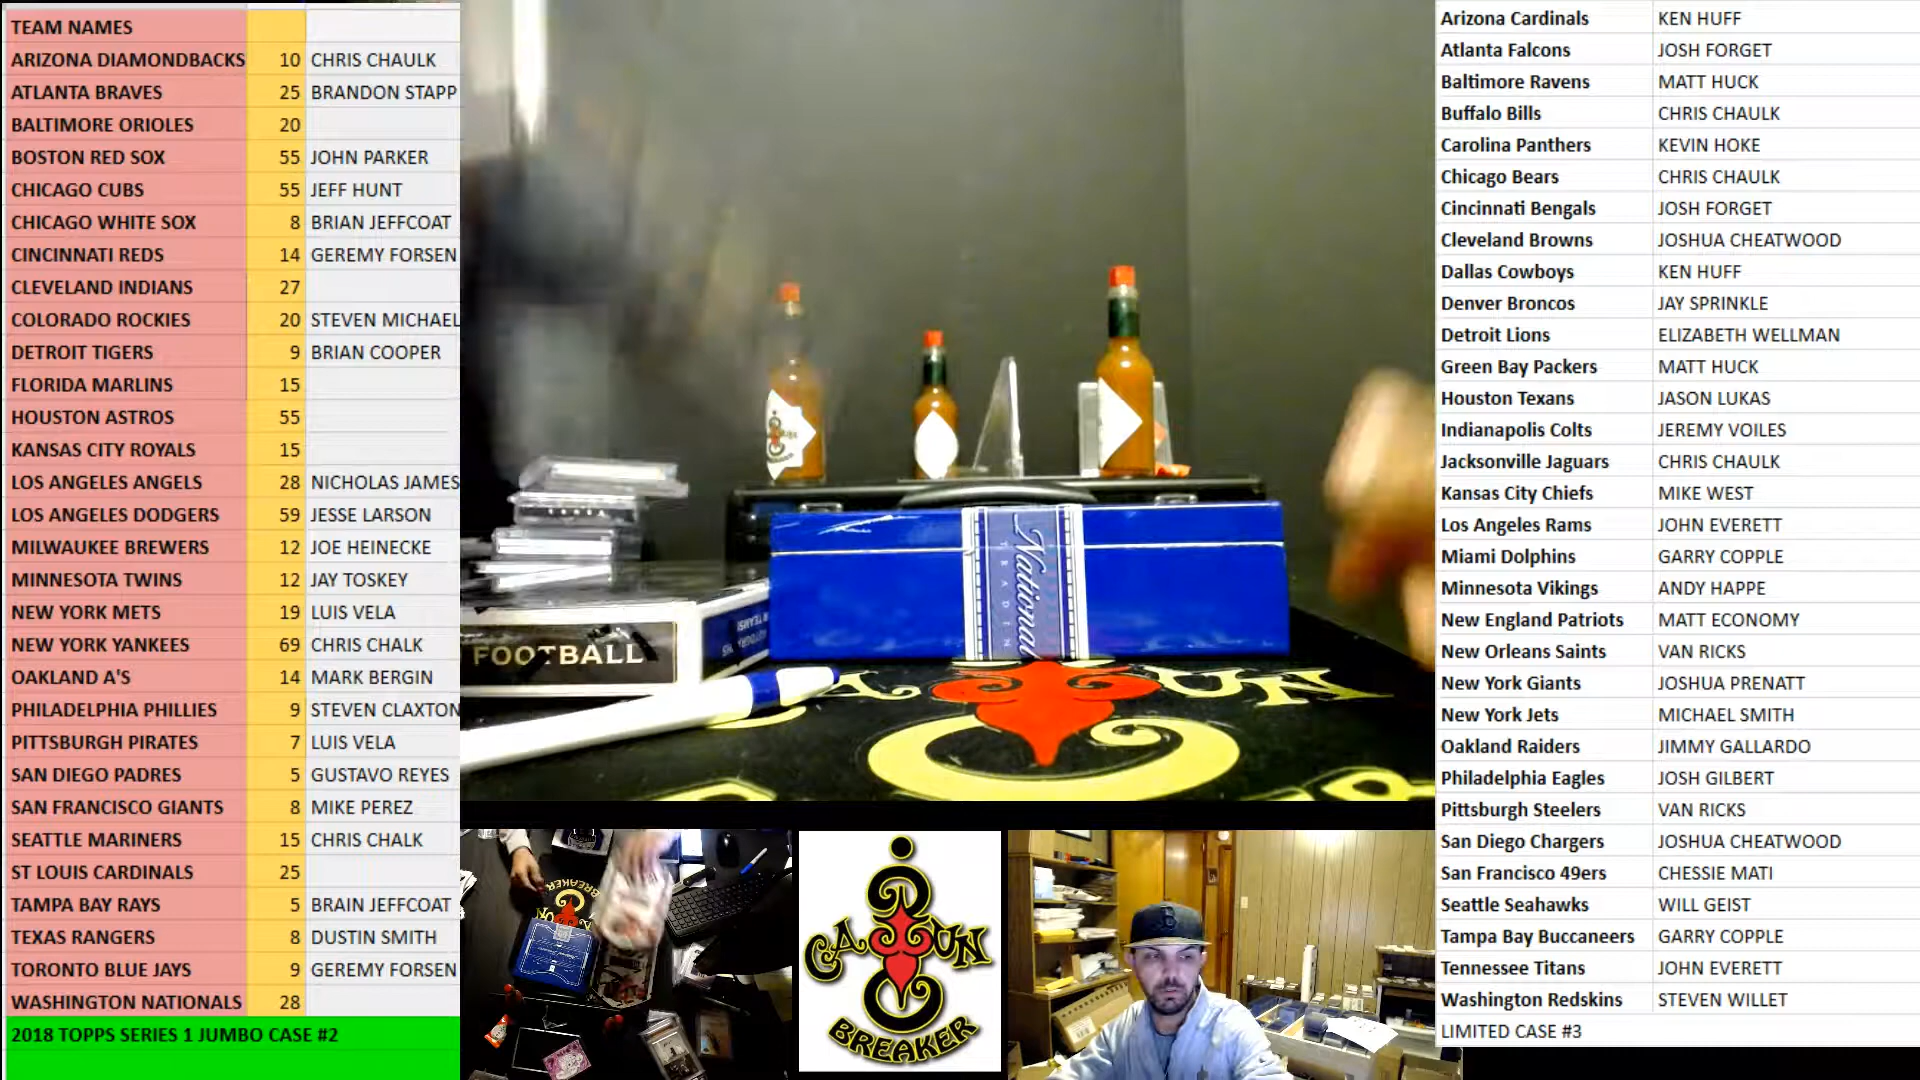 TEAM NAMES
ARIZONA DIAMONDBACKS 10 CHRIS CHAULK
ATLANTA BRAVES 25 BRANDON STAPP
BALTIMORE ORIOLES 20
BOSTON RED SOX 55 JOHN PARKER
CHICAGO CUBS 55 JEFF HUNT
CHICAGO WHITE SOX 8 BRIAN JEFFCOAT
CINCINNATI REDS 14 GEREMY FORSEN
CLEVELAND INDIANS 27
COLORADO ROCKIES 20 STEVEN MICHAEL
DETROIT TIGERS 9 BRIAN COOPER
FLORIDA MARLINS 15
HOUSTON ASTROS 55
KANSAS CITY ROYALS 15
LOS ANGELES ANGELS 28 NICHOLAS JAMES
LOS ANGELES DODGERS 59 JESSE LARSON
MILWAUKEE BREWERS 12 JOE HEINECKE
MINNESOTA TWINS 12 JAY TOSKEY
NEW YORK METS 19 LUIS VELA
NEW YORK YANKEES 69 CHRIS CHALK
OAKLAND A'S 14 MARK BERGIN
PHILADELPHIA PHILLIES 9 STEVEN CLAXTON
PITTSBURGH PIRATES 7 LUIS VELA
SAN DIEGO PADRES 5 GUSTAVO REYES
SAN FRANCISCO GIANTS 8 MIKE PEREZ
SEATTLE MARINERS 15 CHRIS CHALK
ST LOUIS CARDINALS 25
TAMPA BAY RAYS 5 BRAIN JEFFCOAT
TEXAS RANGERS 8 DUSTIN SMITH
TORONTO BLUE JAYS 9 GEREMY FORSEN
WASHINGTON NATIONALS 28
2018 TOPPS SERIES 1 JUMBO CASE #2
National
FOOTBALL
CAJUN
BREAKER
Arizona Cardinals KEN HUFF
Atlanta Falcons JOSH FORGET
Baltimore Ravens MATT HUCK
Buffalo Bills CHRIS CHAULK
Carolina Panthers KEVIN HOKE
Chicago Bears CHRIS CHAULK
Cincinnati Bengals JOSH FORGET
Cleveland Browns JOSHUA CHEATWOOD
Dallas Cowboys KEN HUFF
Denver Broncos JAY SPRINKLE
Detroit Lions ELIZABETH WELLMAN
Green Bay Packers MATT HUCK
Houston Texans JASON LUKAS
Indianapolis Colts JEREMY VOILES
Jacksonville Jaguars CHRIS CHAULK
Kansas City Chiefs MIKE WEST
Los Angeles Rams JOHN EVERETT
Miami Dolphins GARRY COPPLE
Minnesota Vikings ANDY HAPPE
New England Patriots MATT ECONOMY
New Orleans Saints VAN RICKS
New York Giants JOSHUA PRENATT
New York Jets MICHAEL SMITH
Oakland Raiders JIMMY GALLARDO
Philadelphia Eagles JOSH GILBERT
Pittsburgh Steelers VAN RICKS
San Diego Chargers JOSHUA CHEATWOOD
San Francisco 49ers CHESSIE MATI
Seattle Seahawks WILL GEIST
Tampa Bay Buccaneers GARRY COPPLE
Tennessee Titans JOHN EVERETT
Washington Redskins STEVEN WILLET
LIMITED CASE #3